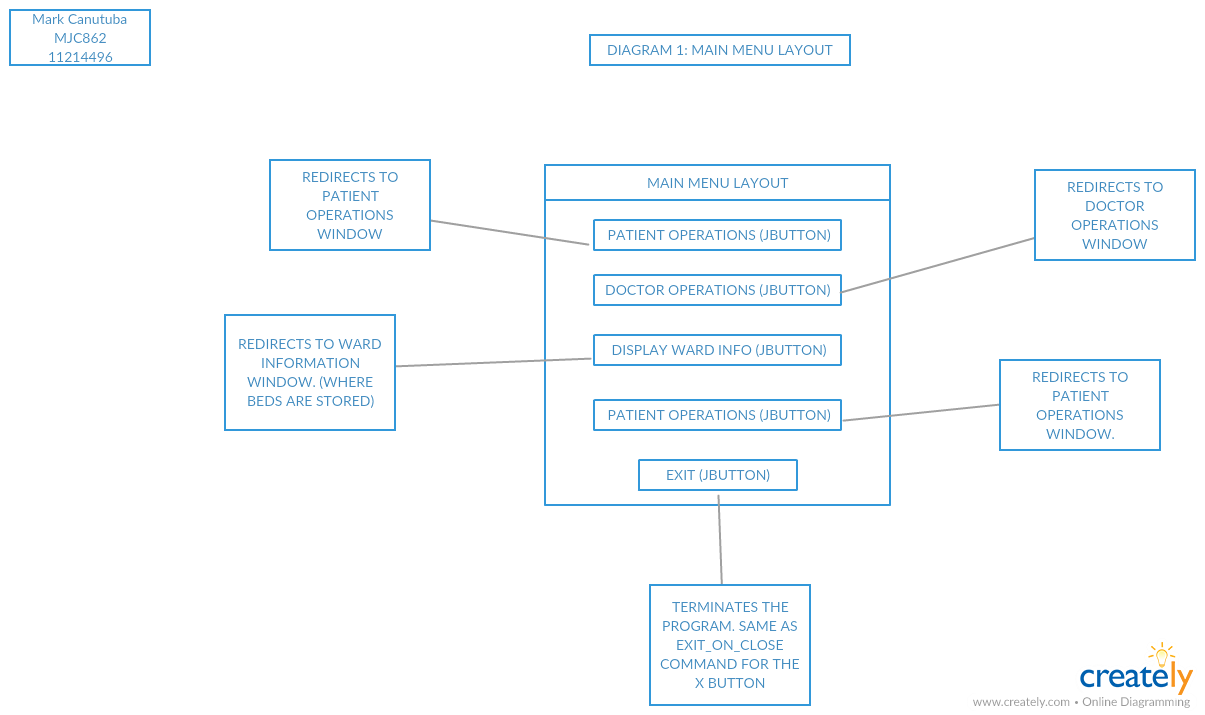 Mark Canutuba
MJC862
11214496
DIAGRAM 1: MAIN MENU LAYOUT
REDIRECTS TO
PATIENT
OPERATIONS
WINDOW
MAIN MENU LAYOUT
REDIRECTS TO
DOCTOR
OPERATIONS
WINDOW
PATIENT OPERATIONS (JBUTTON)
DOCTOR OPERATIONS (JBUTTON)
REDIRECTS TO WARD
INFORMATION
WINDOW. (WHERE
BEDS ARE STORED)
DISPLAY WARD INFO (JBUTTON)
REDIRECTS TO
PATIENT
OPERATIONS
WINDOW.
PATIENT OPERATIONS (JBUTTON)
EXIT (JBUTTON)
TERMINATES THE
PROGRAM. SAME AS
EXIT_ON_CLOSE
COMMAND FOR THE
X BUTTON
creately
www.creately.com • Online Diagramming